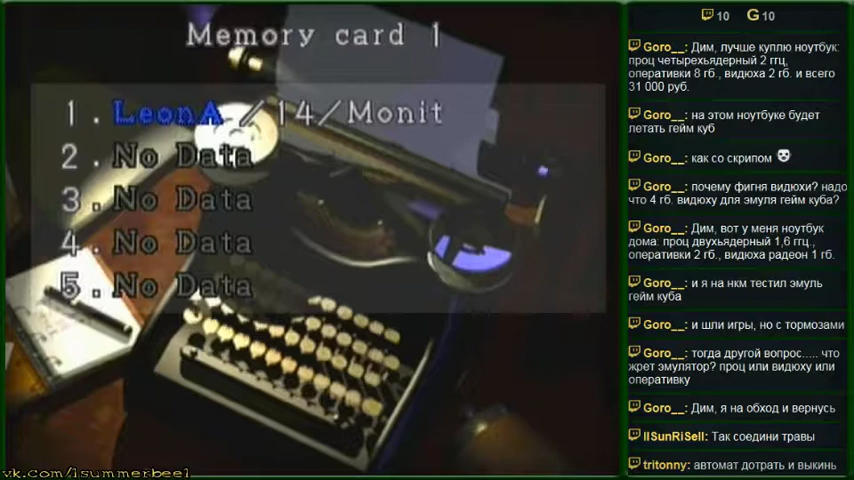 Memory card 1
1. LeonA /14/Monit
2. No Data
3. No Data
4. No Data
5. No Data
10 G 10
Goro__: Дим, лучше куплю ноутбук:
проц четырехъядерный 2 ггц,
оперативки 8 гб., видюха 2 гб. и всего
31 000 руб.
Goro__: на этом ноутбуке будет
летать гейм куб
Goro__: как со скрипом
Goro__: почему фигня видюхи? надо
что 4 гб. видюху для эмуля гейм куба?
Goro__: Дим, вот у меня ноутбук
дома: проц двухъядерный 1,6 ггц.,
оперативки 2 гб., видюха радеон 1 гб.
Goro__: и я на нкм тестил эмуль
гейм куба
Goro__: и шли игры, но с тормозами
Goro__: тогда другой вопрос..... что
жрет эмулятор? проц или видюху или
оперативку
Goro__: Дим, я на обход и вернусь
IISunRiSeII: Так соедини травы
tritonny: автомат дотрать и выкинь
vk.com/1summerbee1